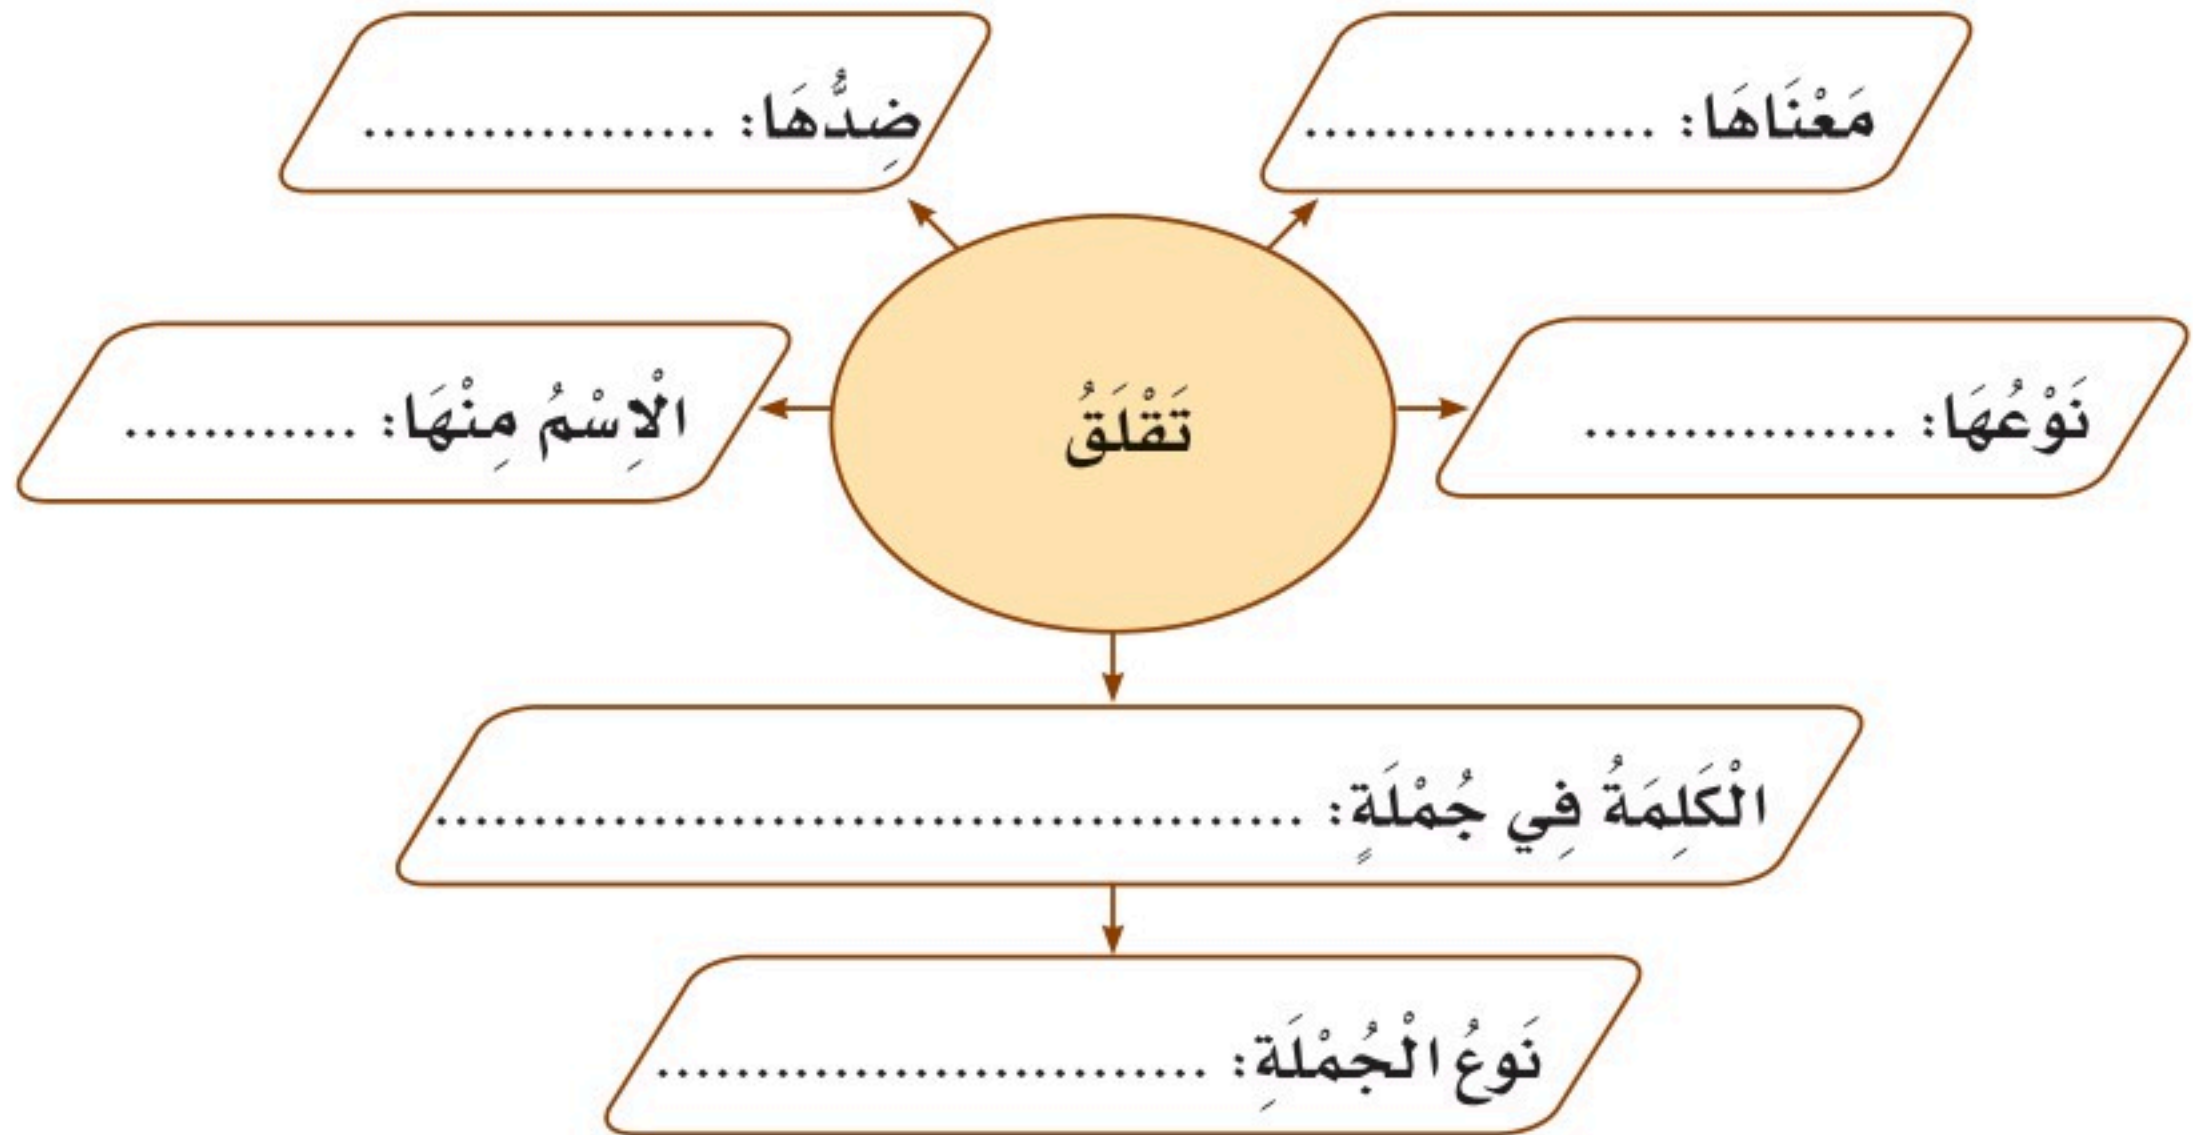 مَعْنَاهَا: .................
ضِدُّهَا: .................
تَقْلَقُ
نَوْعُهَا: ................
الْاِسْمُ مِنْهَا: ............
الْكَلِمَةُ فِي جُمْلَةٍ: ............................................
نَوعُ الْجُمْلَةِ: ............................